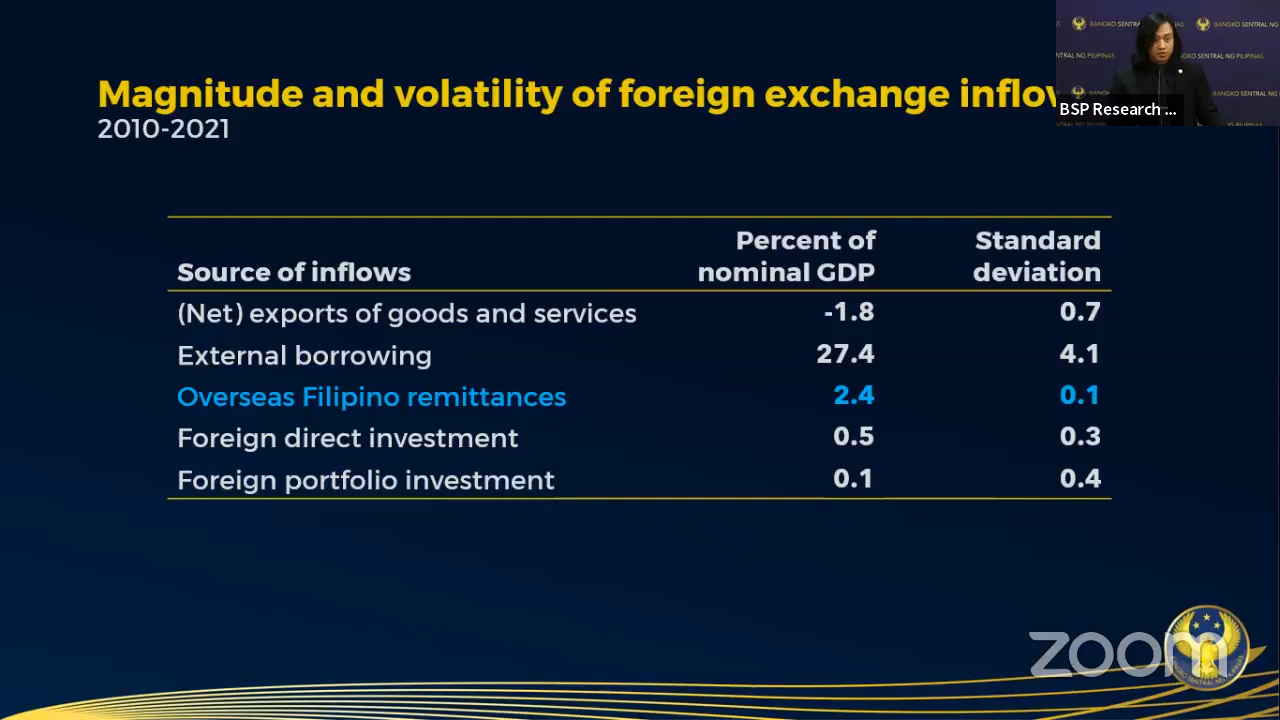 Magnitude and volatility of foreign exchange
2010-2021
BANGKO SENTRAL NG PILIPINAS
BSP Research ...
Source of inflows Percent of nominal GDP Standard deviation
(Net) exports of goods and services -1.8 0.7
External borrowing 27.4 4.1
Overseas Filipino remittances 2.4 0.1
Foreign direct investment 0.5 0.3
Foreign portfolio investment 0.1 0.4
zoom